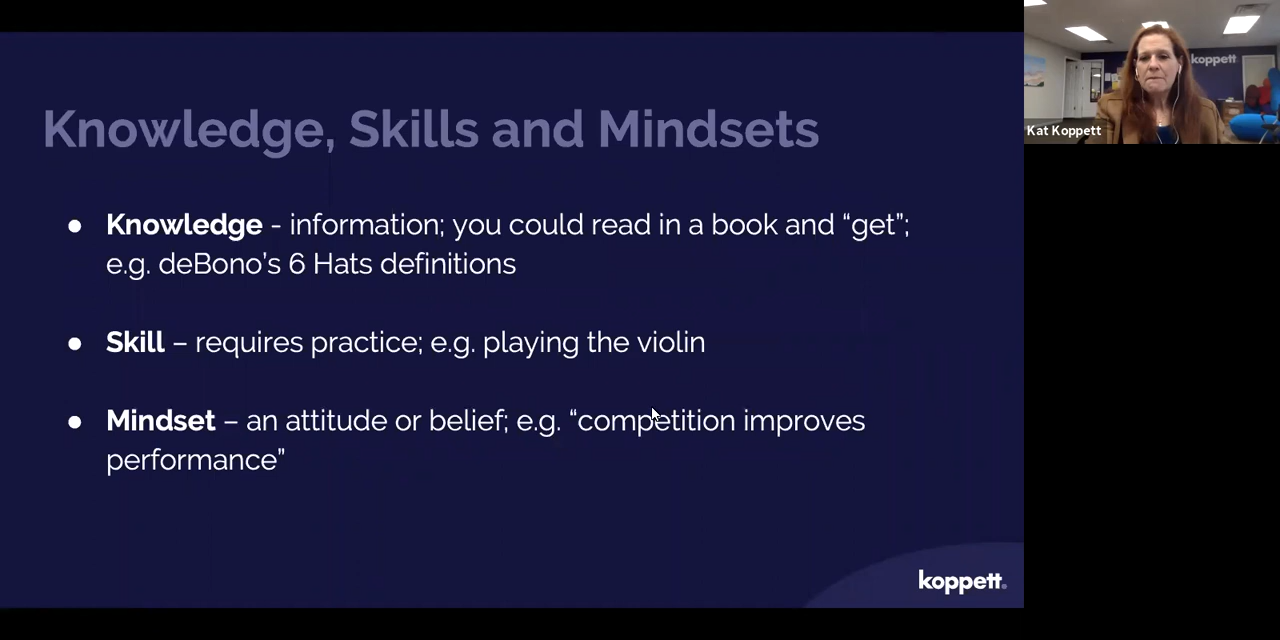 Knowledge, Skills and Mindsets
● Knowledge - information; you could read in a book and “get”;
e.g. deBono’s 6 Hats definitions
● Skill – requires practice; e.g. playing the violin
● Mindset – an attitude or belief; e.g. “competition improves
performance”
koppett.
koppett
Kat Koppett